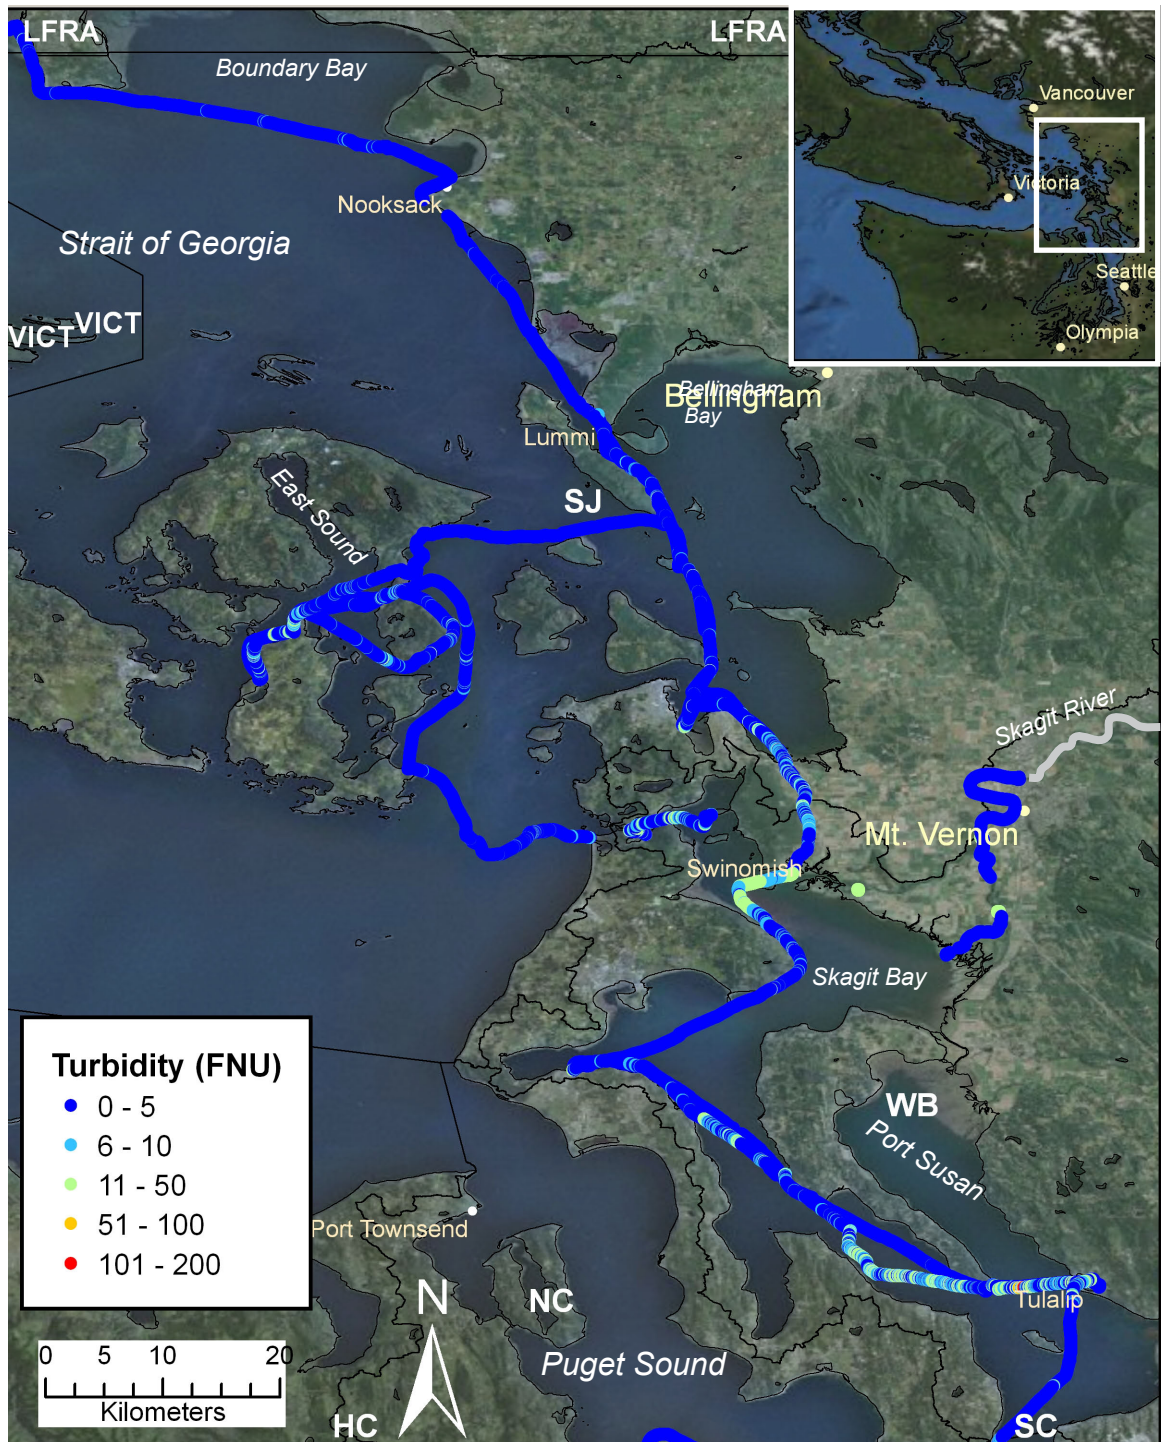 LFRA
LFRA
Boundary Bay
Vancouver
Victoria
Seattle
Olympia
Nooksack
Strait of Georgia
VICT
VICT
Bellingham
Bay
Bellingham
Lummi
East Sound
SJ
Skagit River
Mt. Vernon
Swinomish
Skagit Bay
Turbidity (FNU)
0 - 5
6 - 10
11 - 50
51 - 100
101 - 200
WB
Port Susan
Port Townsend
N
NC
Tulalip
0 5 10 20
Kilometers
Puget Sound
HC
SC